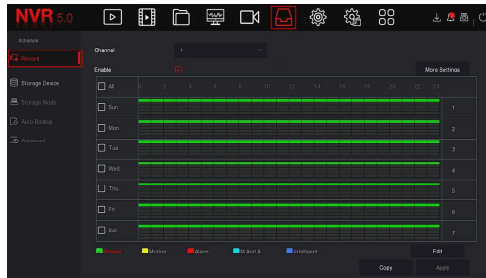 NVR 5.0
Schedule
Record
Storage Device
Storage Mode
Auto Backup
Advanced
Channel 1
Enable
More Settings
All 0 2 4 6 8 10 12 14 16 18 20 22 24
Sun. 1
Mon. 2
Tue. 3
Wed. 4
Thu. 5
Fri. 6
Sat. 7
Normal Motion Alarm M And A Intelligent
Edit
Copy Apply